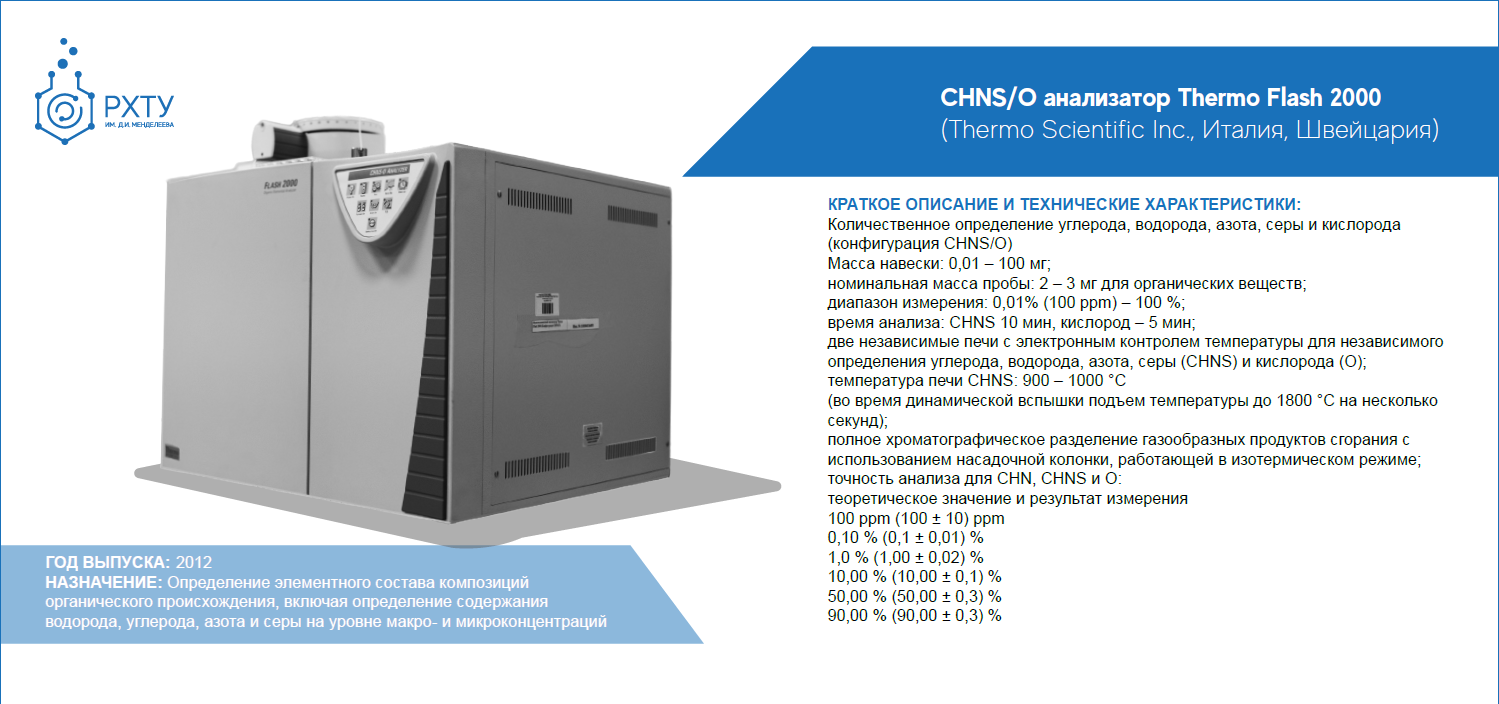 РХТУ
ИМ. Д.И. МЕНДЕЛЕЕВА
CHNS/O анализатор Thermo Flash 2000
(Thermo Scientific Inc., Италия, Швейцария)
FLASH 2000
CHNS-O ANALYZER
КРАТКОЕ ОПИСАНИЕ И ТЕХНИЧЕСКИЕ ХАРАКТЕРИСТИКИ:
Количественное определение углерода, водорода, азота, серы и кислорода
(конфигурация CHNS/O)
Масса навески: 0,01 – 100 мг;
номинальная масса пробы: 2 – 3 мг для органических веществ;
диапазон измерения: 0,01% (100 ppm) – 100 %;
время анализа: CHNS 10 мин, кислород – 5 мин;
две независимые печи с электронным контролем температуры для независимого
определения углерода, водорода, азота, серы (CHNS) и кислорода (O);
температура печи CHNS: 900 – 1000 °C
(во время динамической вспышки подъем температуры до 1800 °C на несколько
секунд);
полное хроматографическое разделение газообразных продуктов сгорания с
использованием насадочной колонки, работающей в изотермическом режиме;
точность анализа для CHN, CHNS и O:
теоретическое значение и результат измерения
100 ppm (100 ± 10) ppm
0,10 % (0,1 ± 0,01) %
1,0 % (1,00 ± 0,02) %
10,00 % (10,00 ± 0,1) %
50,00 % (50,00 ± 0,3) %
90,00 % (90,00 ± 0,3) %
ГОД ВЫПУСКА: 2012
НАЗНАЧЕНИЕ: Определение элементного состава композиций
органического происхождения, включая определение содержания
водорода, углерода, азота и серы на уровне макро- и микроконцентраций